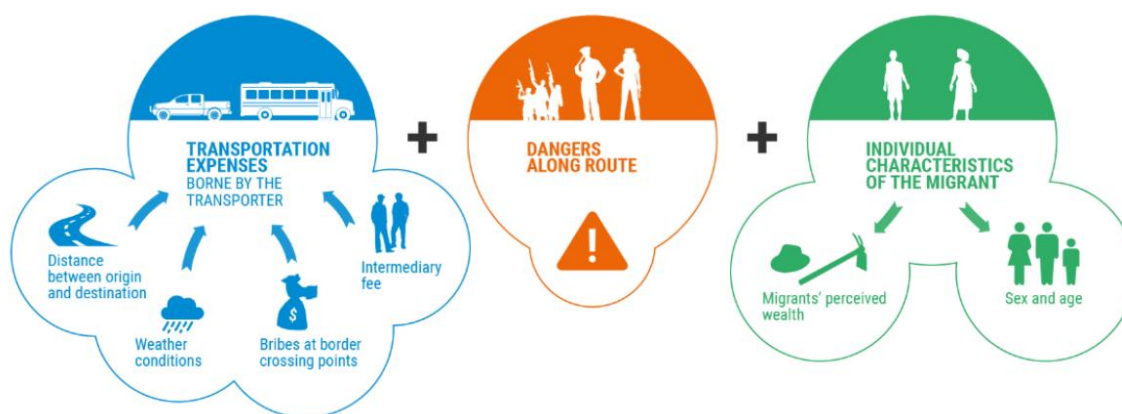 TRANSPORTATION
EXPENSES
BORNE BY THE
TRANSPORTER
Distance
between origin
and destination
Weather
conditions
$
Bribes at border
crossing points
Intermediary
fee
+
DANGERS
ALONG ROUTE
!
+
INDIVIDUAL
CHARACTERISTICS
OF THE MIGRANT
Migrants' perceived
wealth
Sex and age